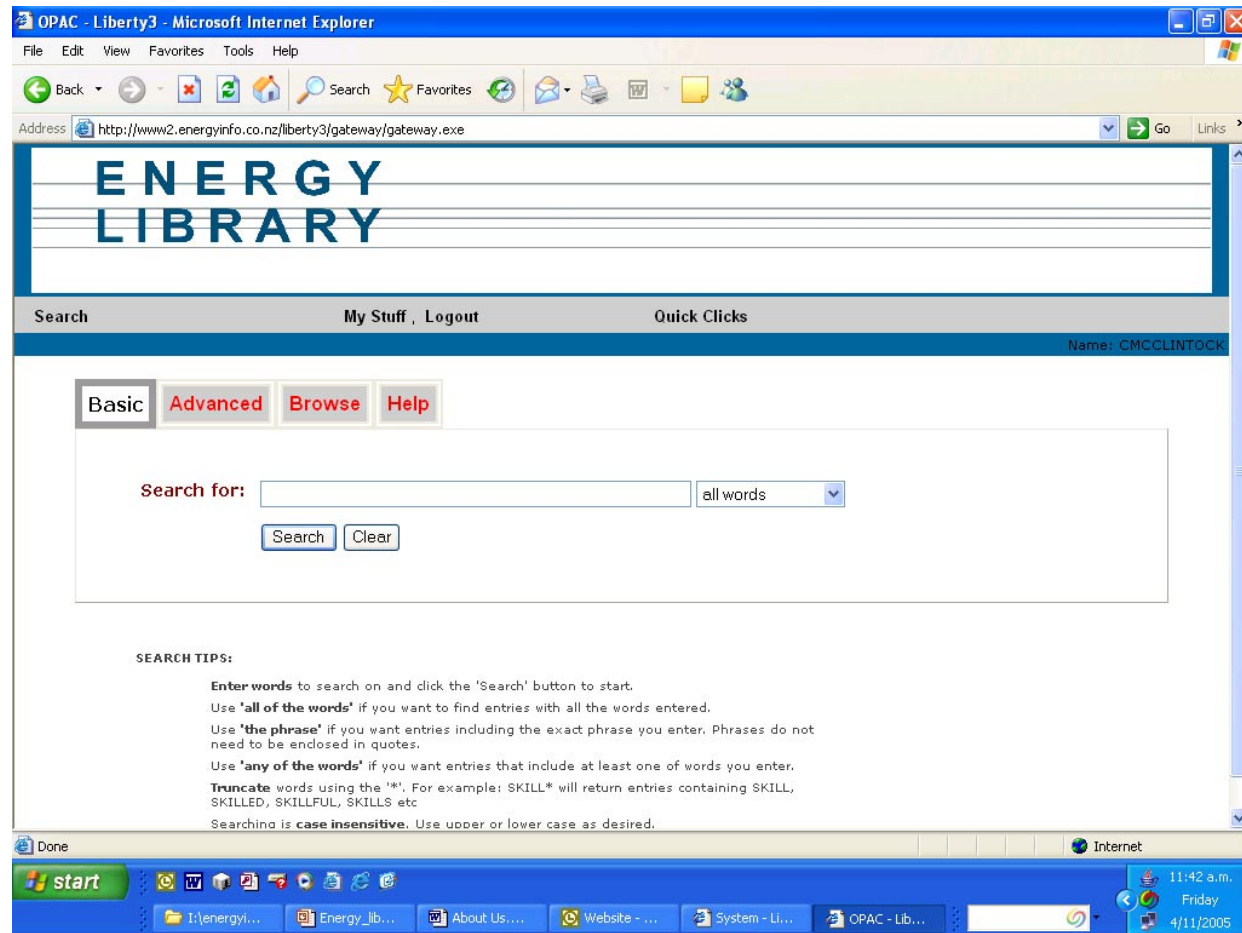 OPAC - Liberty3 - Microsoft Internet Explorer
File Edit View Favorites Tools Help
Back Search Favorites
Address http://www2.energyinfo.co.nz/liberty3/gateway/gateway.exe Go Links
ENERGY
LIBRARY
Search My Stuff , Logout Quick Clicks
Name: CMCCLINTOCK
Basic Advanced Browse Help
Search for: all words
Search Clear
SEARCH TIPS:
Enter words to search on and click the 'Search' button to start.
Use 'all of the words' if you want to find entries with all the words entered.
Use 'the phrase' if you want entries including the exact phrase you enter. Phrases do not
need to be enclosed in quotes.
Use 'any of the words' if you want entries that include at least one of words you enter.
Truncate words using the '*'. For example: SKILL* will return entries containing SKILL,
SKILLED, SKILLFUL, SKILLS etc
Searching is case insensitive. Use upper or lower case as desired.
Done Internet
start 11:42 a.m.
Friday
I:\energyi... Energy_lib... About Us.... Website - ... System - Li... OPAC - Lib... 4/11/2005